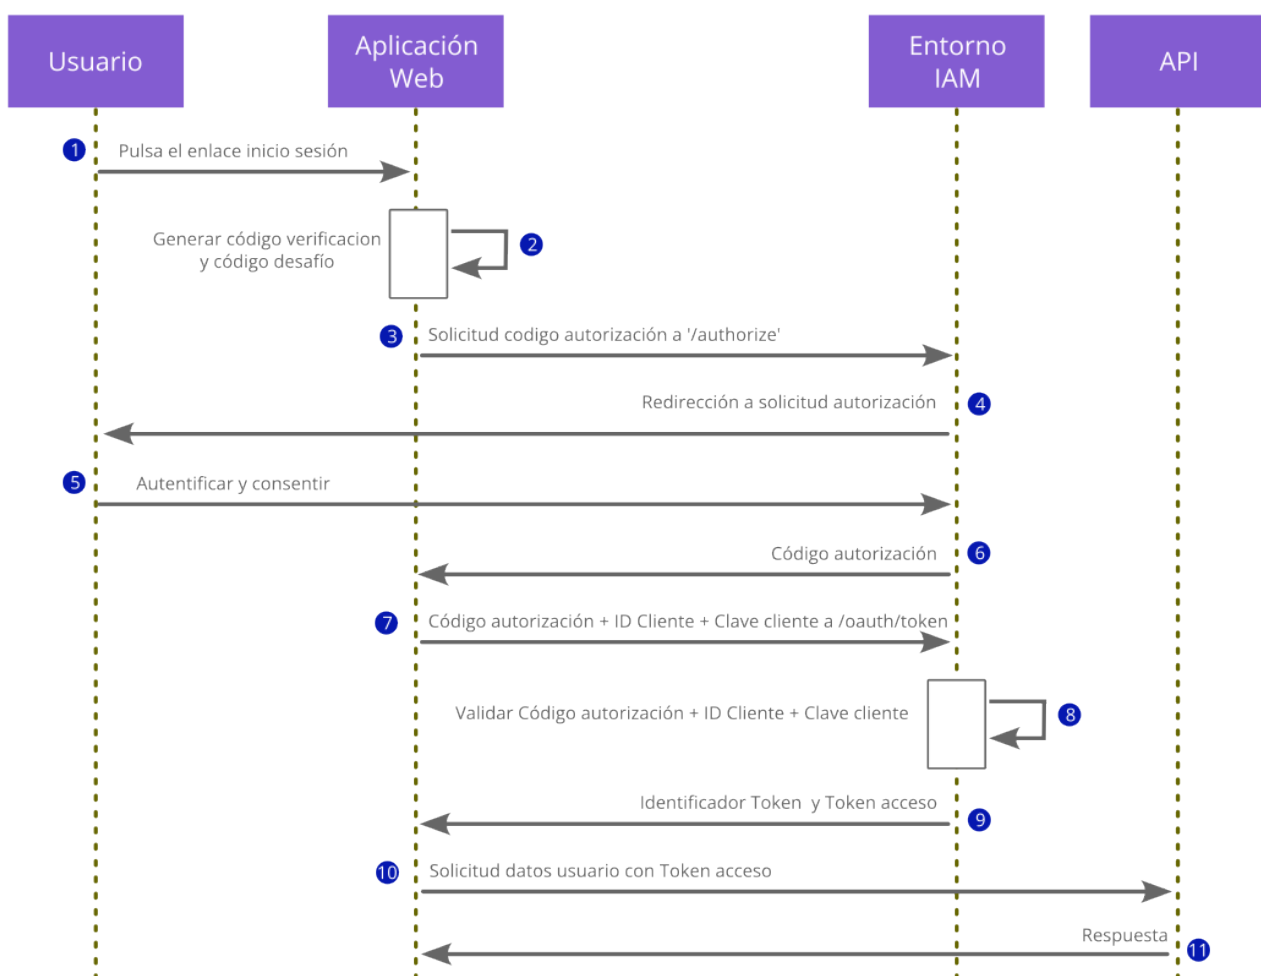 Usuario
Aplicación
Web
Entorno
IAM
API
1
Pulsa el enlace inicio sesión
Generar código verificacion
y código desafío
2
3
Solicitud codigo autorización a '/authorize'
Redirección a solicitud autorización
4
5
Autentificar y consentir
Código autorización
6
7
Código autorización + ID Cliente + Clave cliente a /oauth/token
Validar Código autorización + ID Cliente + Clave cliente
8
Identificador Token y Token acceso
9
10
Solicitud datos usuario con Token acceso
Respuesta
11